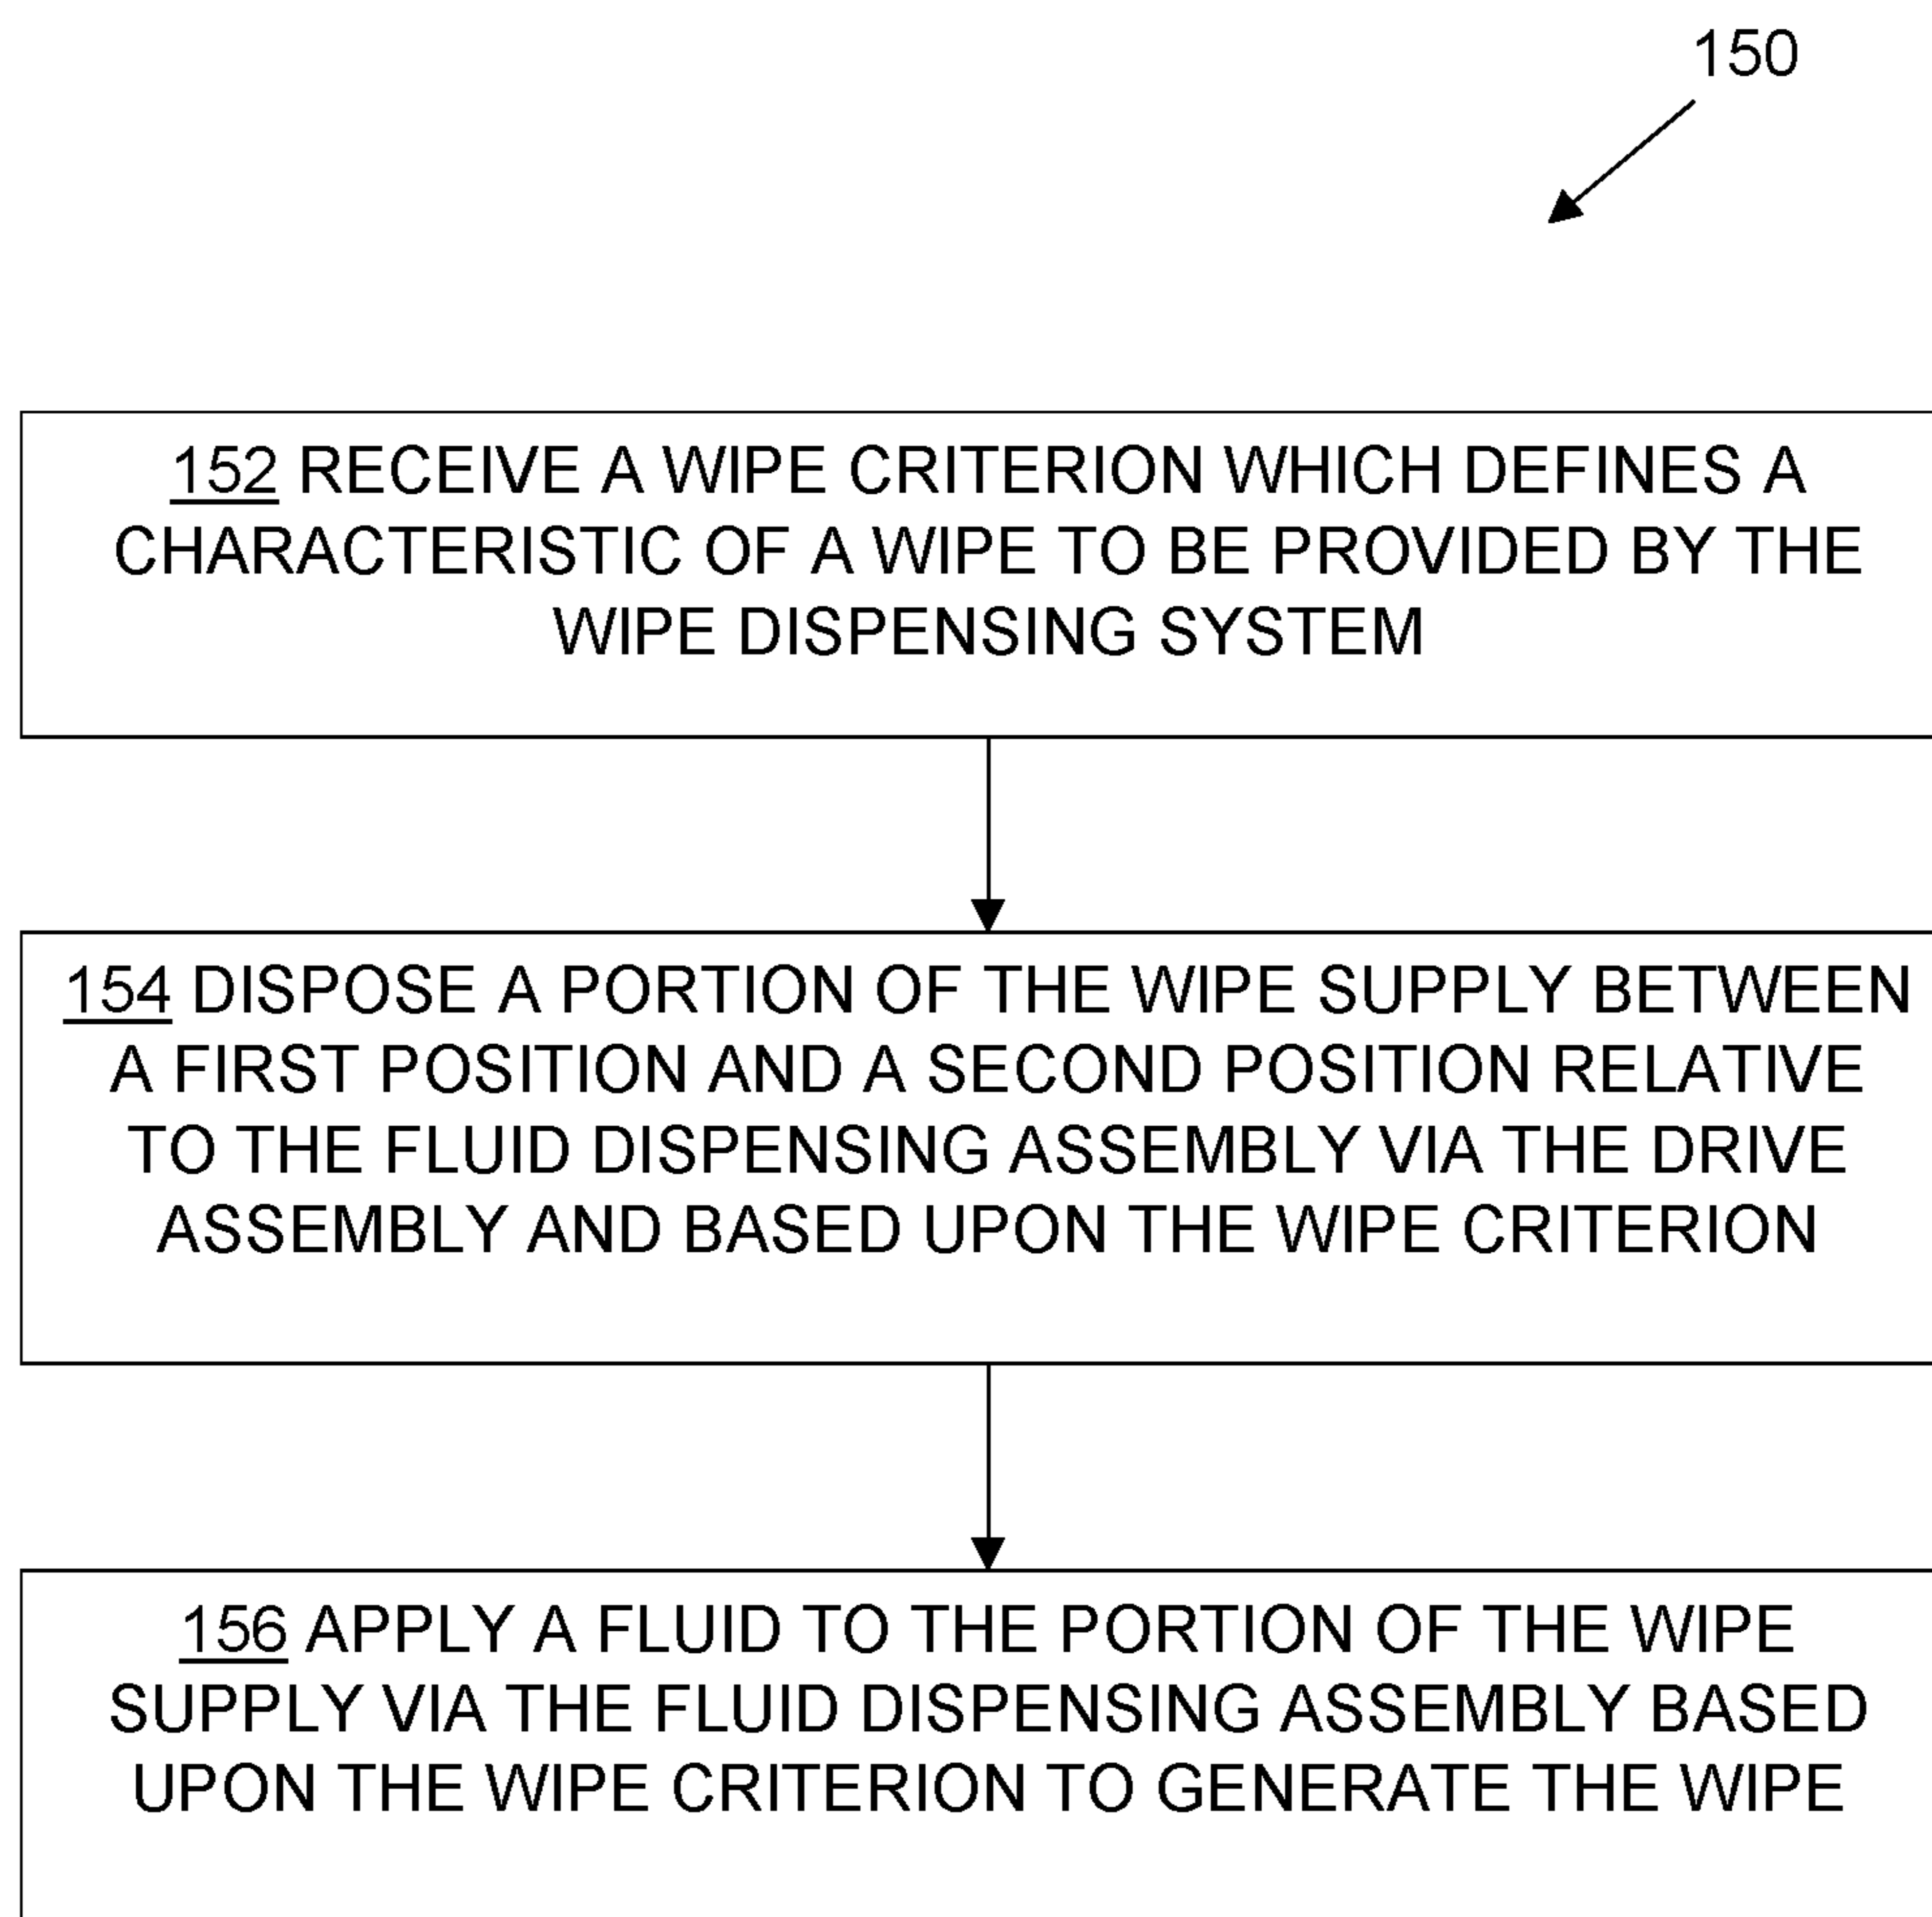 150
152 RECEIVE A WIPE CRITERION WHICH DEFINES A
CHARACTERISTIC OF A WIPE TO BE PROVIDED BY THE
WIPE DISPENSING SYSTEM
154 DISPOSE A PORTION OF THE WIPE SUPPLY BETWEEN
A FIRST POSITION AND A SECOND POSITION RELATIVE
TO THE FLUID DISPENSING ASSEMBLY VIA THE DRIVE
ASSEMBLY AND BASED UPON THE WIPE CRITERION
156 APPLY A FLUID TO THE PORTION OF THE WIPE
SUPPLY VIA THE FLUID DISPENSING ASSEMBLY BASED
UPON THE WIPE CRITERION TO GENERATE THE WIPE